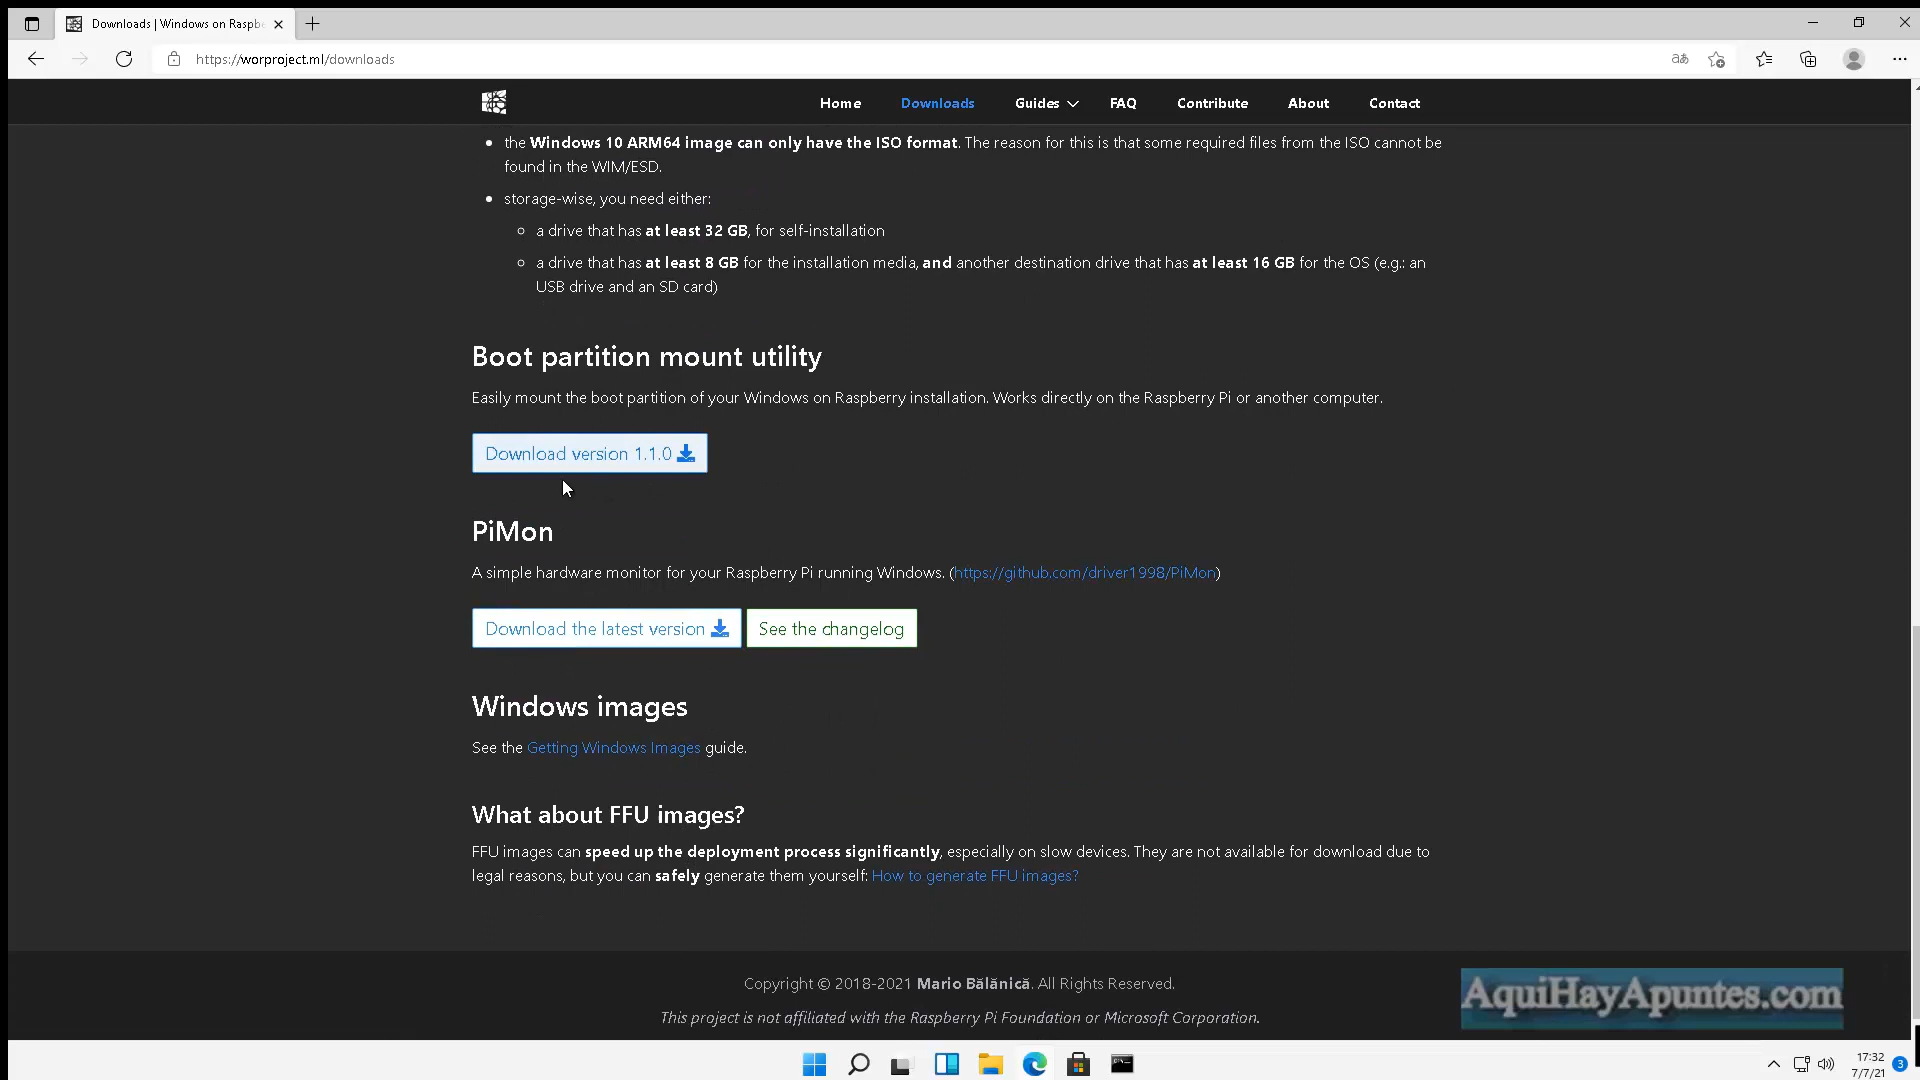 Downloads | Windows on Raspbe
https://worproject.ml/downloads
Home Downloads Guides FAQ Contribute About Contact
the Windows 10 ARM64 image can only have the ISO format. The reason for this is that some required files from the ISO cannot be
found in the WIM/ESD.
storage-wise, you need either:
a drive that has at least 32 GB, for self-installation
a drive that has at least 8 GB for the installation media, and another destination drive that has at least 16 GB for the OS (e.g.: an
USB drive and an SD card)
Boot partition mount utility
Easily mount the boot partition of your Windows on Raspberry installation. Works directly on the Raspberry Pi or another computer.
Download version 1.1.0
PiMon
A simple hardware monitor for your Raspberry Pi running Windows. (https://github.com/driver1998/PiMon)
Download the latest version See the changelog
Windows images
See the Getting Windows Images guide.
What about FFU images?
FFU images can speed up the deployment process significantly, especially on slow devices. They are not available for download due to
legal reasons, but you can safely generate them yourself: How to generate FFU images?
Copyright © 2018-2021 Mario Bălănică. All Rights Reserved.
This project is not affiliated with the Raspberry Pi Foundation or Microsoft Corporation.
AquiHayApuntes.com
17:32
7/7/21
3